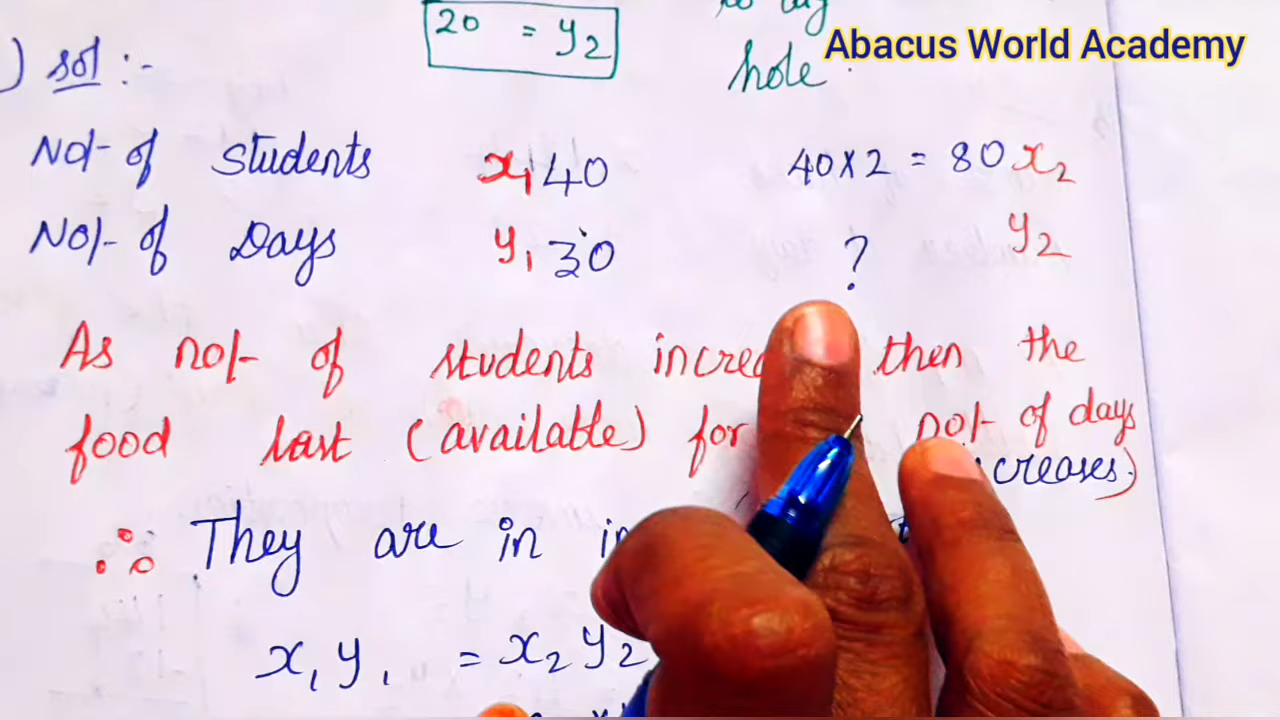 20 = y2
Abacus World Academy
hole.
) sol :-
No/- of students x1 40 40 x 2 = 80 x2
No/- of Days y1 30 ? y2
As no/- of students then the
food last (available) for no/- of days
They are in
x1 y1 = x2 y2